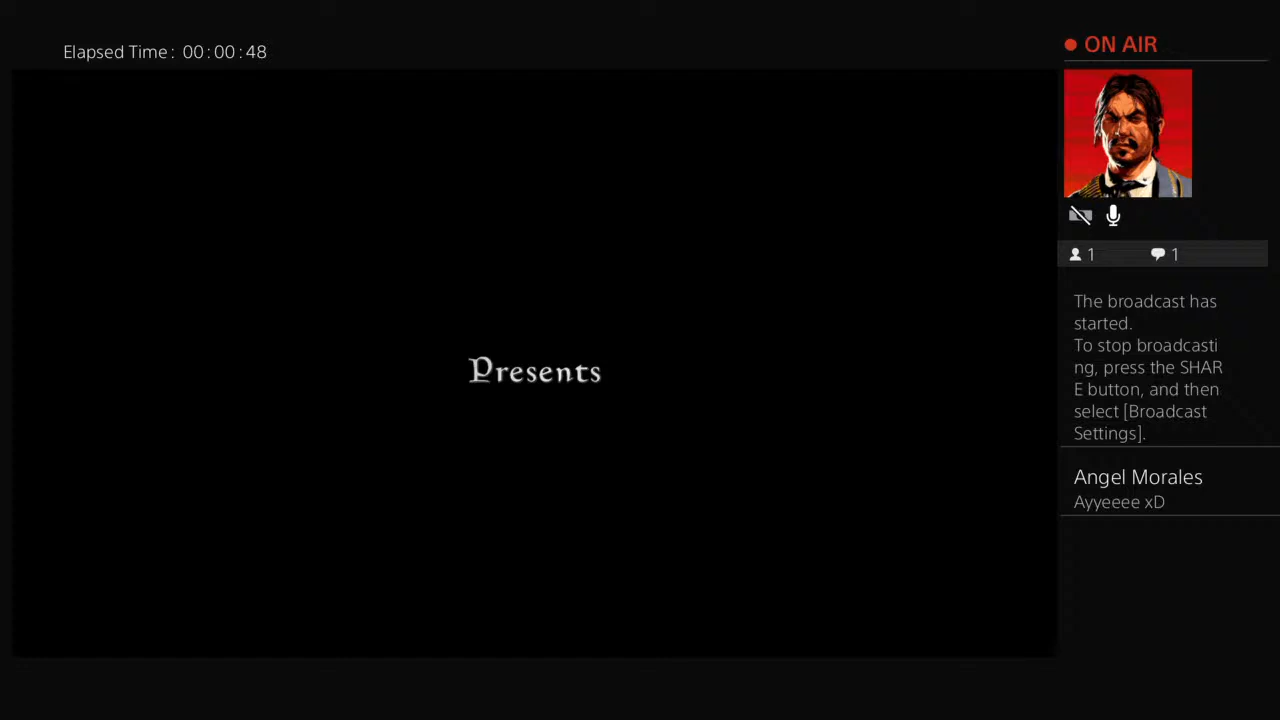 Elapsed Time: 00:00:48
ON AIR
1 1
The broadcast has
started.
To stop broadcasti
ng, press the SHAR
E button, and then
select [Broadcast
Settings].
Presents
Angel Morales
Ayyeeee xD